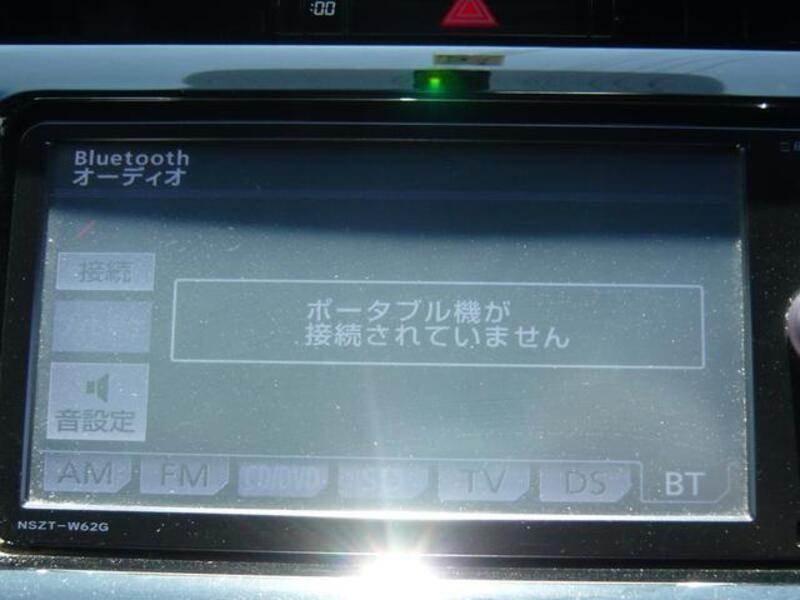 :00
Bluetooth
オーディオ
接続
ポータブル機が
接続されていません
音設定
AM FM CD/DVD SD TV DS BT
NSZT-W62G